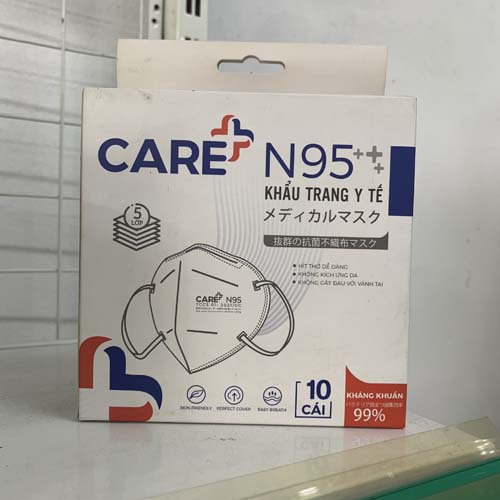 CARE
N95++
KHẨU TRANG Y TẾ
メディカルマスク
抜群の抗菌不織布マスク
5
LỚP
• HÍT THỞ DỄ DÀNG
• KHÔNG KÍCH ỨNG DA
• KHÔNG GÂY ĐAU VỚI VÀNH TAI
CARE N95
SKIN-FRIENDLY
PERFECT COVER
EASY BREATH
10
CÁI
KHÁNG KHUẨN
99%